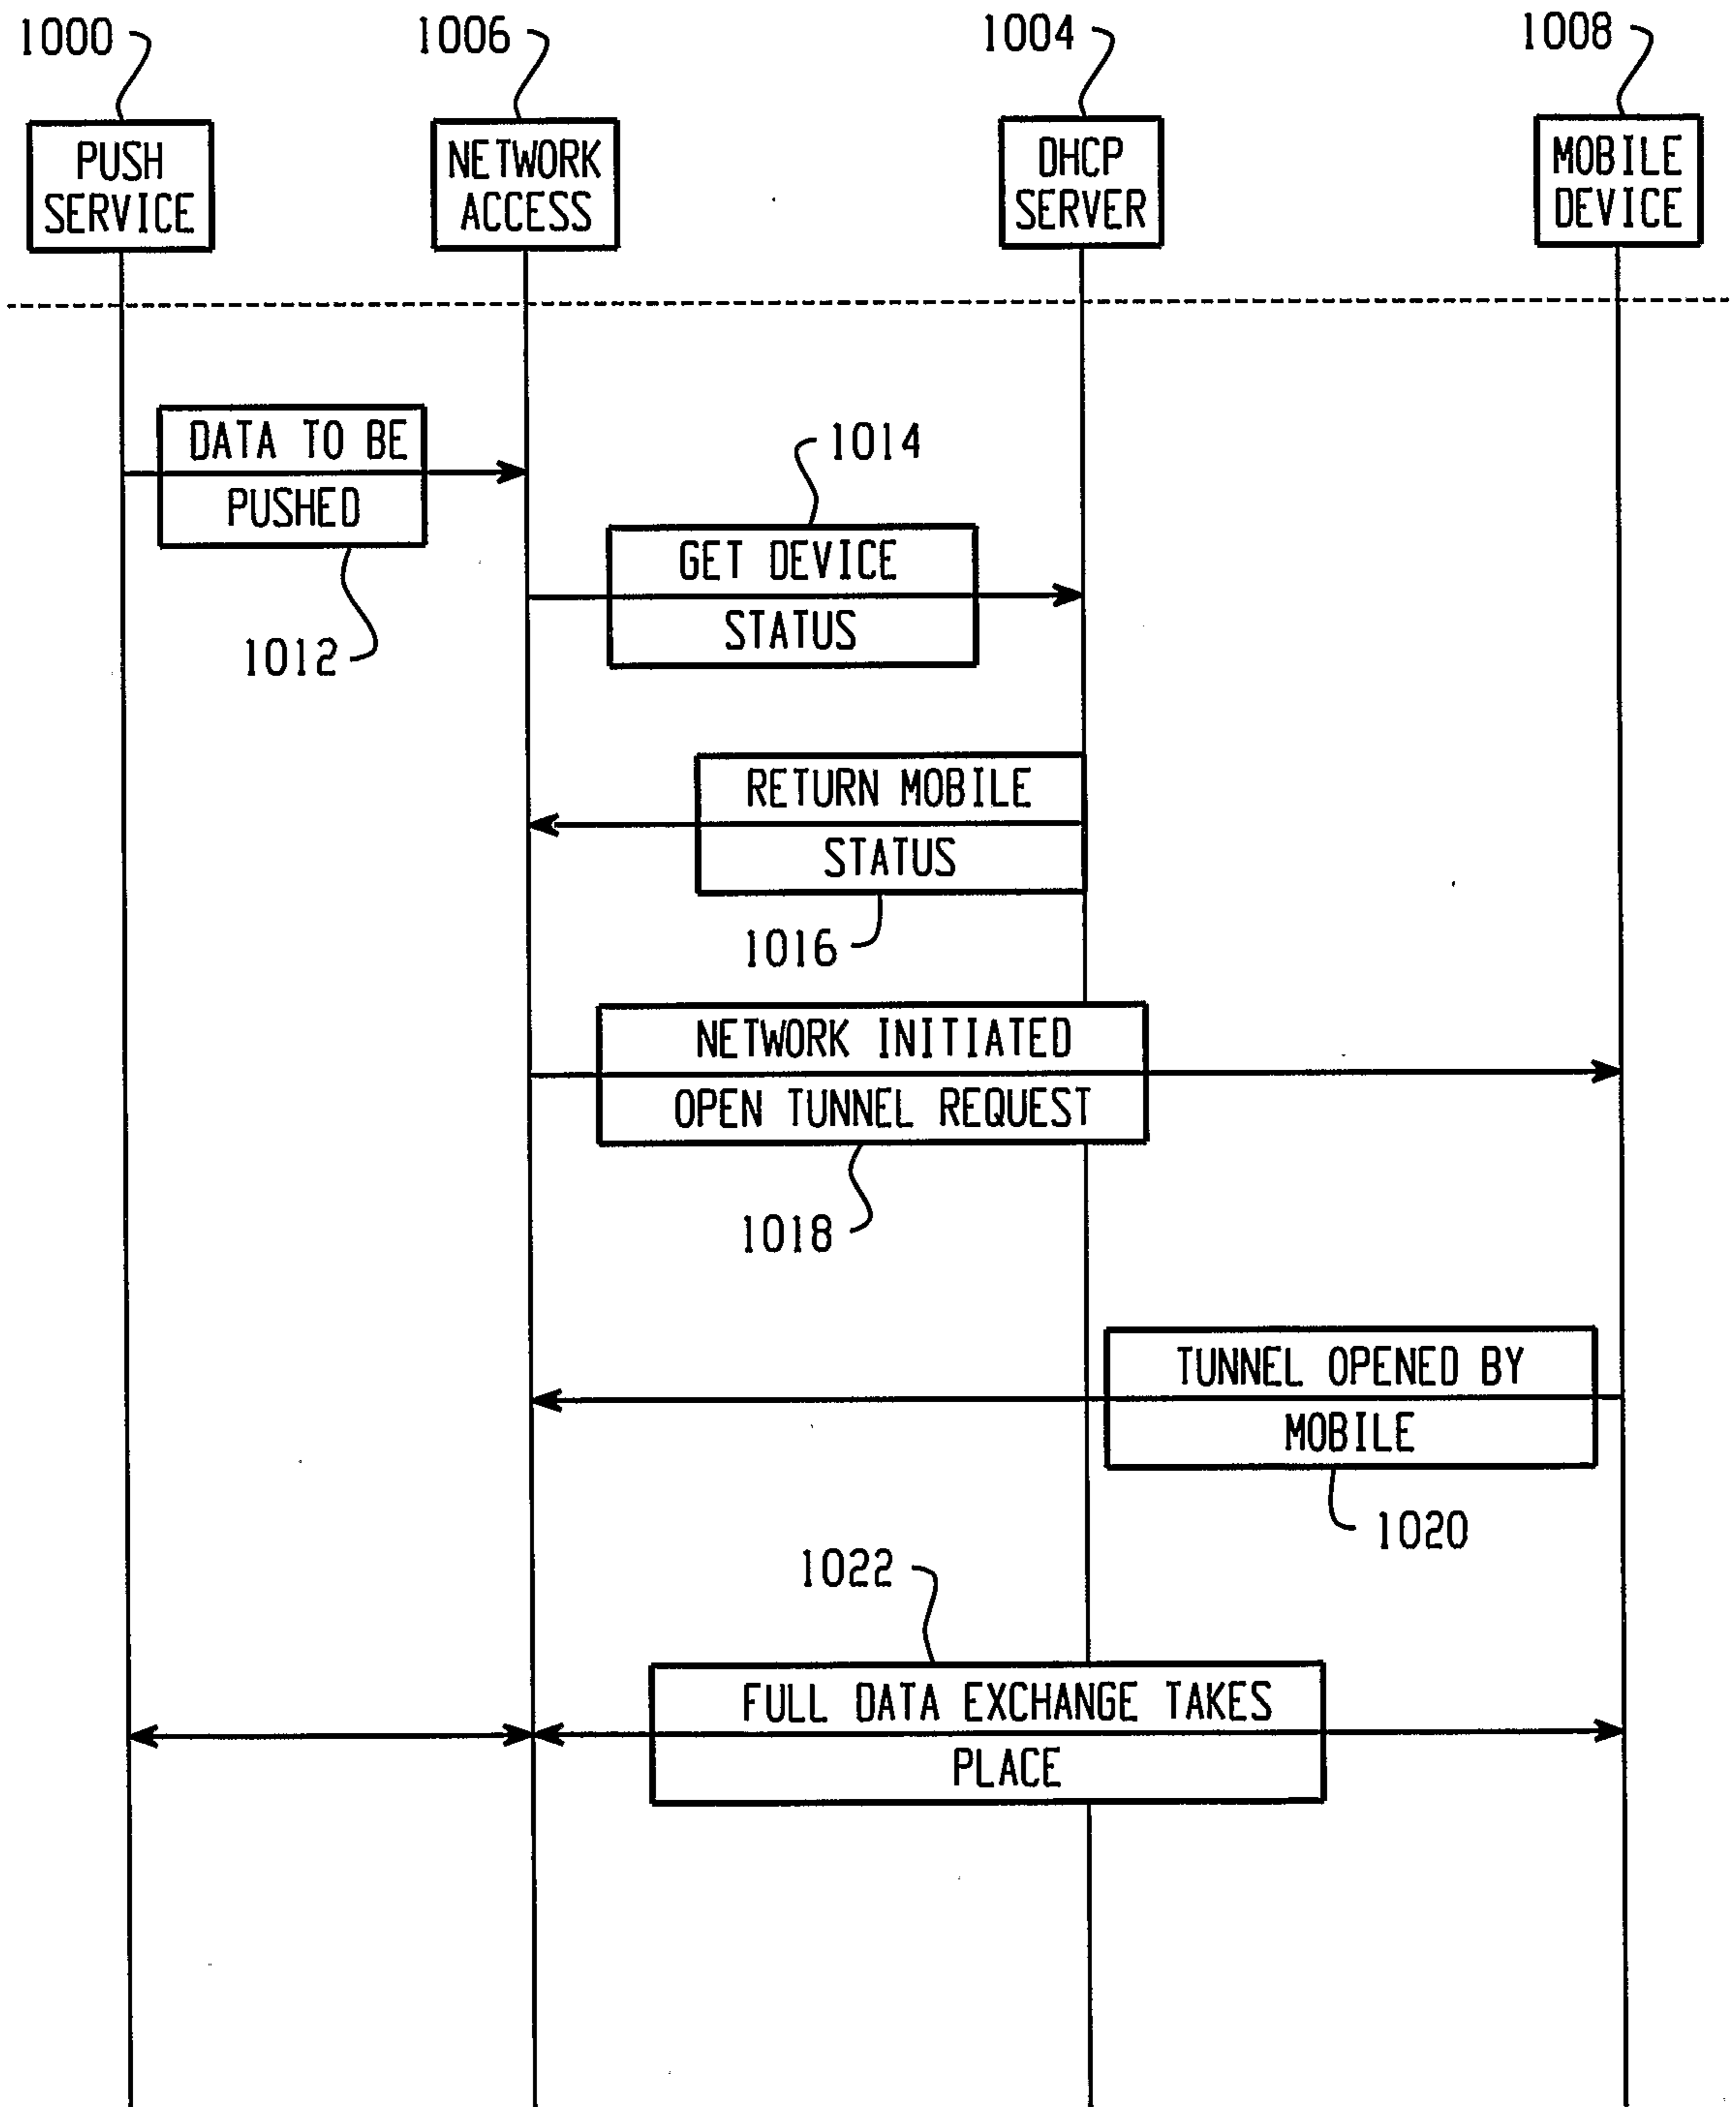 1000
1006
1004
1008
PUSH
SERVICE
NETWORK
ACCESS
DHCP
SERVER
MOBILE
DEVICE
DATA TO BE
PUSHED
1012
1014
GET DEVICE
STATUS
RETURN MOBILE
STATUS
1016
NETWORK INITIATED
OPEN TUNNEL REQUEST
1018
TUNNEL OPENED BY
MOBILE
1020
1022
FULL DATA EXCHANGE TAKES
PLACE